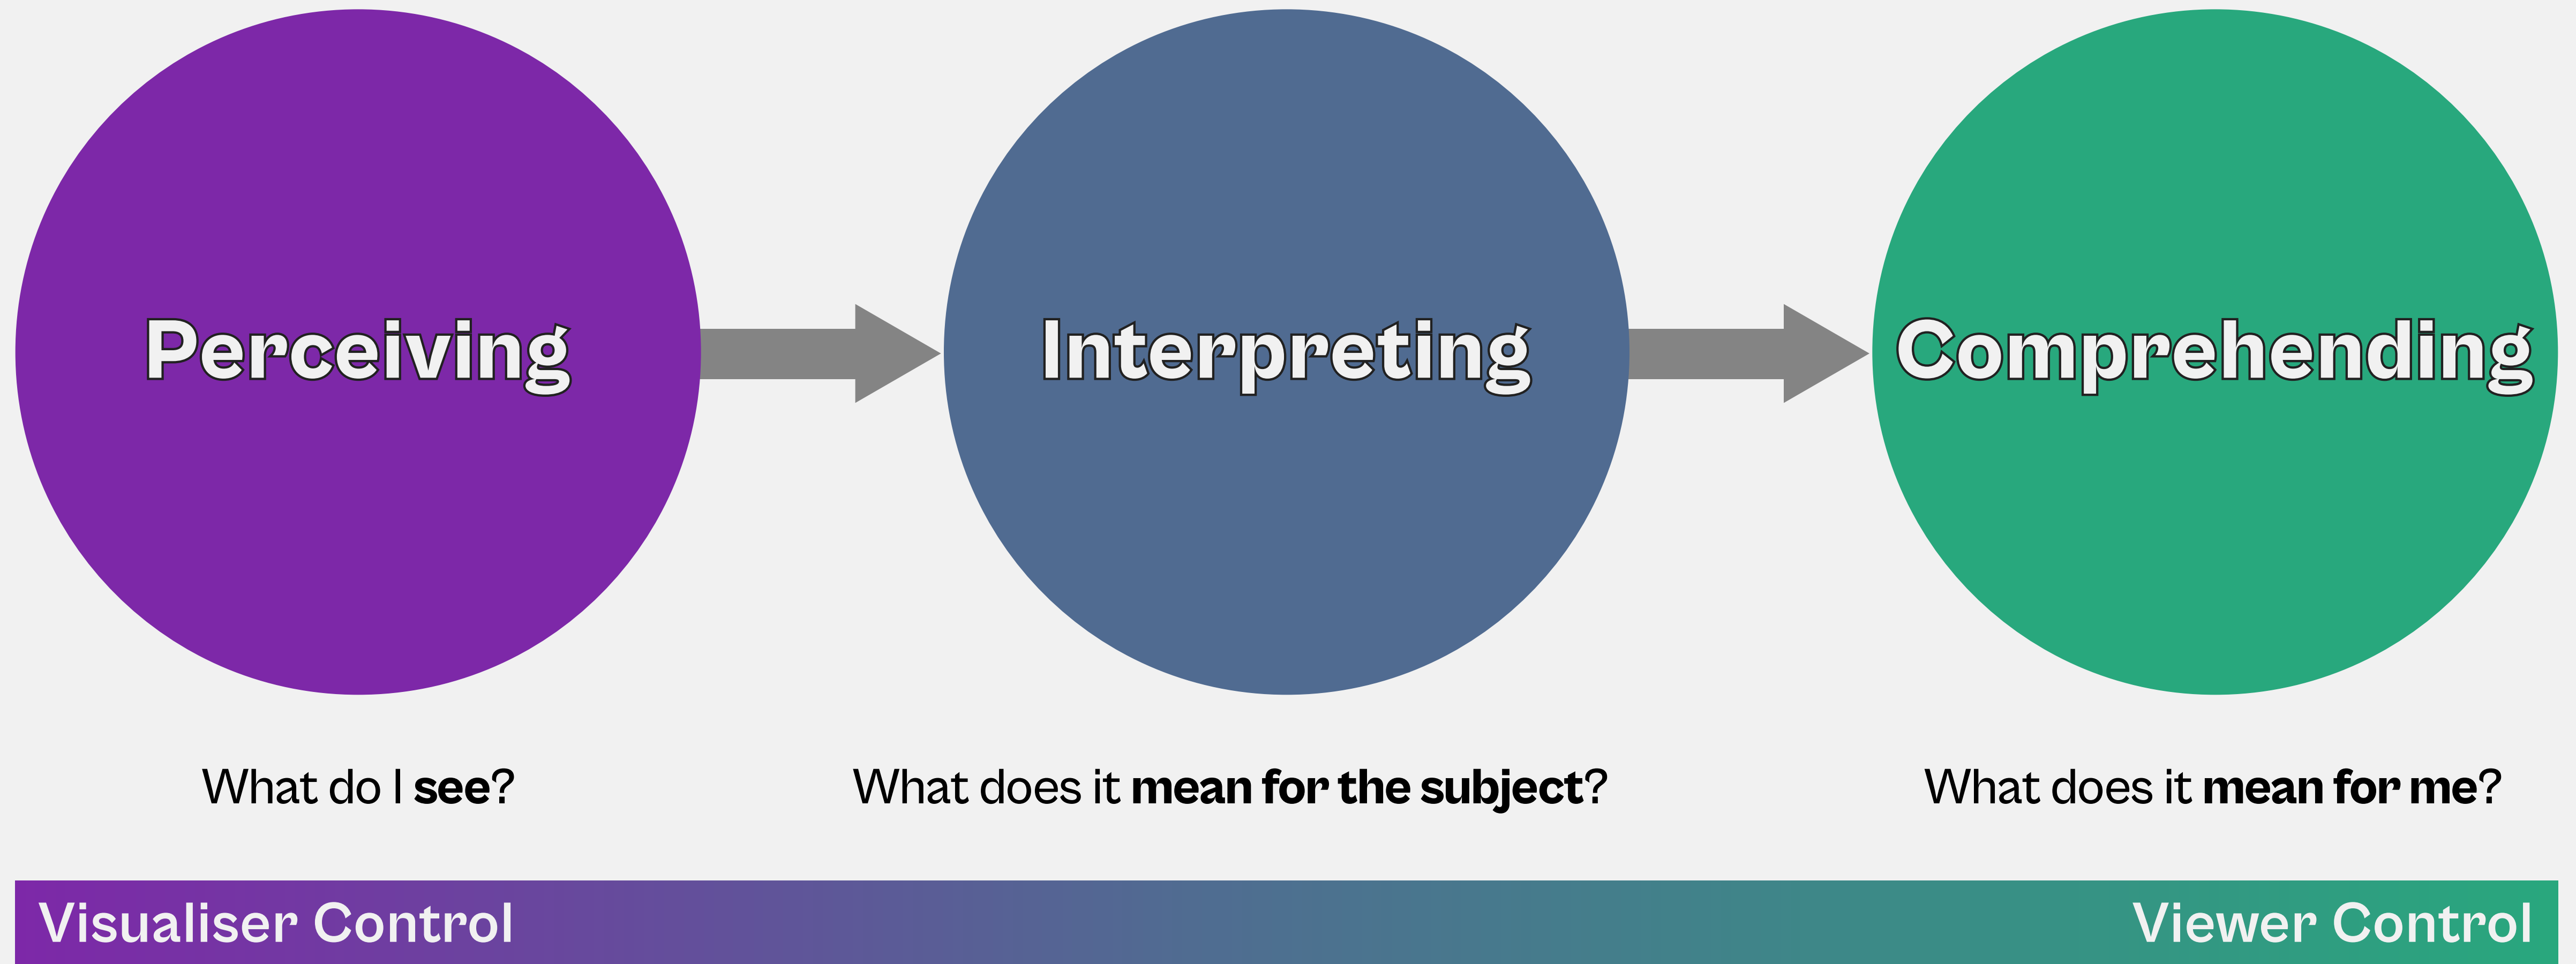 Perceiving
Interpreting
Comprehending
What do I see?
What does it mean for the subject?
What does it mean for me?
Visualiser Control
Viewer Control